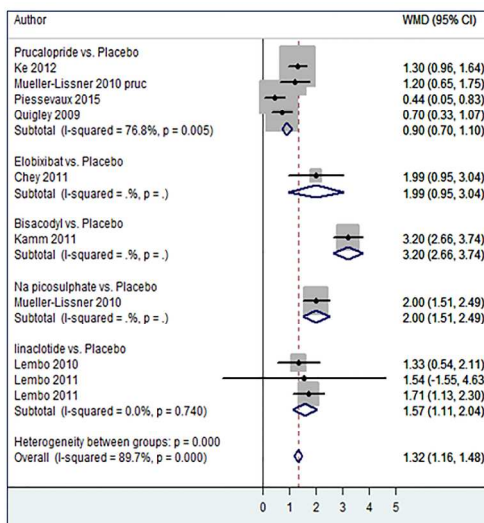 Author WMD (95% CI)
Prucalopride vs. Placebo
Ke 2012 1.30 (0.96, 1.64)
Mueller-Lissner 2010 pruc 1.20 (0.65, 1.75)
Piessevaux 2015 0.44 (0.05, 0.83)
Quigley 2009 0.70 (0.33, 1.07)
Subtotal (I-squared = 76.8%, p = 0.005) 0.90 (0.70, 1.10)
Elobixibat vs. Placebo
Chey 2011 1.99 (0.95, 3.04)
Subtotal (I-squared = .%, p = .) 1.99 (0.95, 3.04)
Bisacodyl vs. Placebo
Kamm 2011 3.20 (2.66, 3.74)
Subtotal (I-squared = .%, p = .) 3.20 (2.66, 3.74)
Na picosulphate vs. Placebo
Mueller-Lissner 2010 2.00 (1.51, 2.49)
Subtotal (I-squared = .%, p = .) 2.00 (1.51, 2.49)
linaclotide vs. Placebo
Lembo 2010 1.33 (0.54, 2.11)
Lembo 2011 1.54 (-1.55, 4.63)
Lembo 2011 1.71 (1.13, 2.30)
Subtotal (I-squared = 0.0%, p = 0.740) 1.57 (1.11, 2.04)
Heterogeneity between groups: p = 0.000
Overall (I-squared = 89.7%, p = 0.000) 1.32 (1.16, 1.48)
0 1 2 3 4 5